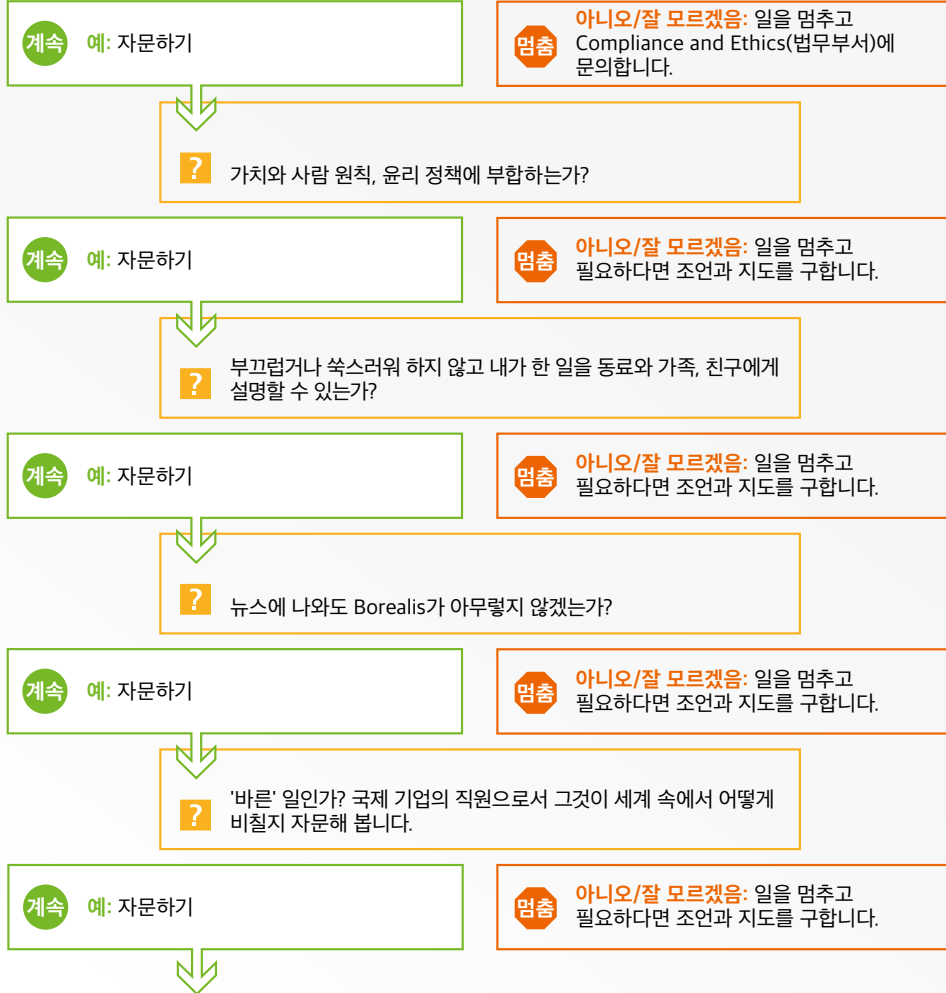 계속 예: 자문하기
멈춤 아니오/잘 모르겠음: 일을 멈추고
Compliance and Ethics(법무부서)에
문의합니다.
? 가치와 사람 원칙, 윤리 정책에 부합하는가?
계속 예: 자문하기
멈춤 아니오/잘 모르겠음: 일을 멈추고
필요하다면 조언과 지도를 구합니다.
? 부끄럽거나 쑥스러워 하지 않고 내가 한 일을 동료와 가족, 친구에게
설명할 수 있는가?
계속 예: 자문하기
멈춤 아니오/잘 모르겠음: 일을 멈추고
필요하다면 조언과 지도를 구합니다.
? 뉴스에 나와도 Borealis가 아무렇지 않겠는가?
계속 예: 자문하기
멈춤 아니오/잘 모르겠음: 일을 멈추고
필요하다면 조언과 지도를 구합니다.
? '바른' 일인가? 국제 기업의 직원으로서 그것이 세계 속에서 어떻게
비칠지 자문해 봅니다.
계속 예: 자문하기
멈춤 아니오/잘 모르겠음: 일을 멈추고
필요하다면 조언과 지도를 구합니다.